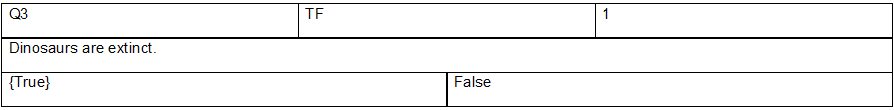 Q3 TF 1
Dinosaurs are extinct.
{True} False